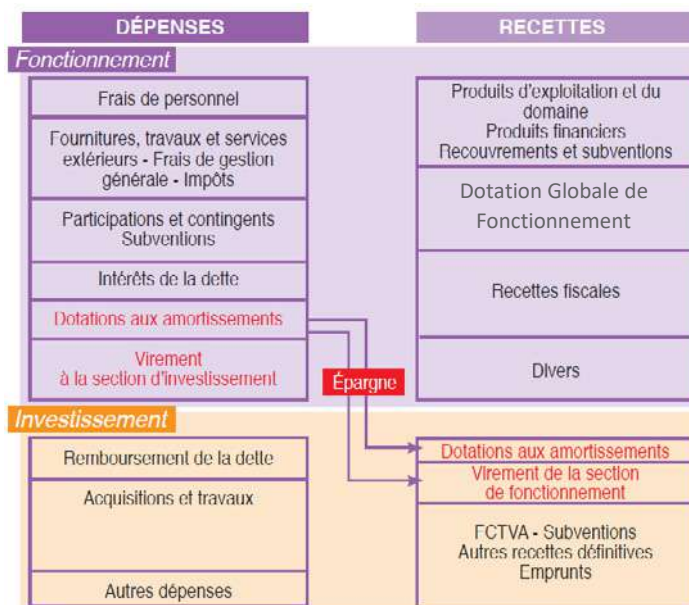 DÉPENSES
RECETTES
Fonctionnement
Frais de personnel
Fournitures, travaux et services
extérieurs - Frais de gestion
générale - Impôts
Participations et contingents
Subventions
Intérêts de la dette
Dotations aux amortissements
Virement
à la section d'investissement
Produits d'exploitation et du
domaine
Produits financiers
Recouvrements et subventions
Dotation Globale de
Fonctionnement
Recettes fiscales
Divers
Épargne
Investissement
Remboursement de la dette
Acquisitions et travaux
Autres dépenses
Dotations aux amortissements
Virement de la section
de fonctionnement
FCTVA - Subventions
Autres recettes définitives
Emprunts